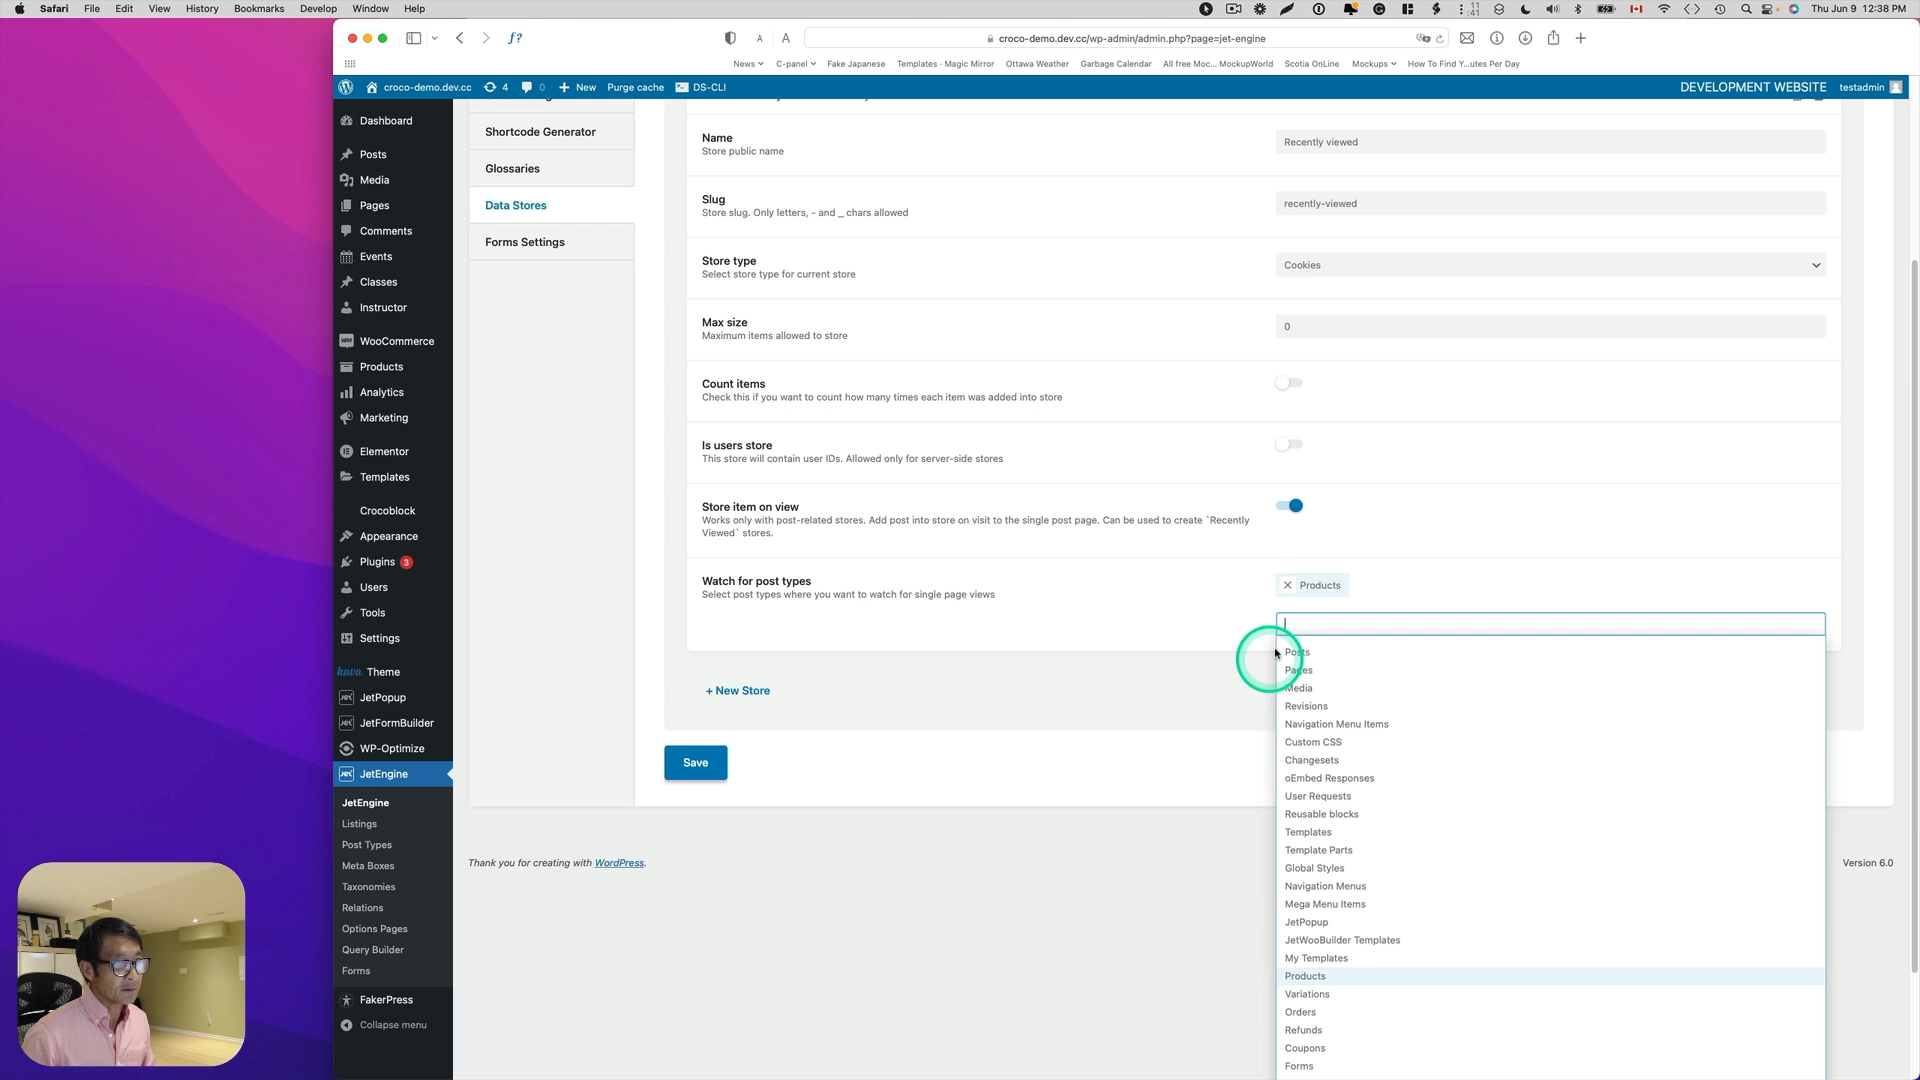 Safari File Edit View History Bookmarks Develop Window Help
11
41
Thu Jun 9 12:38 PM
f?
A A
croco-demo.dev.cc/wp-admin/admin.php?page=jet-engine
News C-panel Fake Japanese Templates - Magic Mirror Ottawa Weather Garbage Calendar All free Moc... MockupWorld Scotia OnLine Mockups How To Find Y...utes Per Day
croco-demo.dev.cc 4 0 + New Purge cache DS-CLI DEVELOPMENT WEBSITE testadmin
Dashboard
Posts
Media
Pages
Comments
Events
Classes
Instructor
WooCommerce
Products
Analytics
Marketing
Elementor
Templates
Crocoblock
Appearance
Plugins 3
Users
Tools
Settings
kava Theme
JetPopup
JetFormBuilder
WP-Optimize
JetEngine
JetEngine
Listings
Post Types
Meta Boxes
Taxonomies
Relations
Options Pages
Query Builder
Forms
FakerPress
Collapse menu
Shortcode Generator
Glossaries
Data Stores
Forms Settings
Name
Store public name
Recently viewed
Slug
Store slug. Only letters, - and _ chars allowed
recently-viewed
Store type
Select store type for current store
Cookies
Max size
Maximum items allowed to store
0
Count items
Check this if you want to count how many times each item was added into store
Is users store
This store will contain user IDs. Allowed only for server-side stores
Store item on view
Works only with post-related stores. Add post into store on visit to the single post page. Can be used to create `Recently
Viewed` stores.
Watch for post types
Select post types where you want to watch for single page views
Products
Posts
Pages
Media
Revisions
Navigation Menu Items
Custom CSS
Changesets
oEmbed Responses
User Requests
Reusable blocks
Templates
Template Parts
Global Styles
Navigation Menus
Mega Menu Items
JetPopup
JetWooBuilder Templates
My Templates
Products
Variations
Orders
Refunds
Coupons
Forms
+ New Store
Save
Thank you for creating with WordPress.
Version 6.0